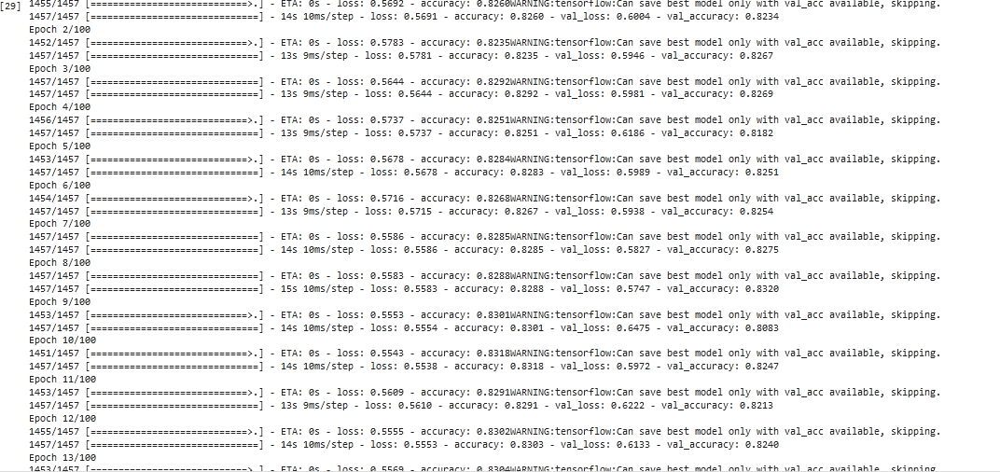 [29] 1455/1457 [============================>.] - ETA: 0s - loss: 0.5692 - accuracy: 0.8260WARNING:tensorflow:Can save best model only with val_acc available, skipping.
1457/1457 [==============================] - 14s 10ms/step - loss: 0.5691 - accuracy: 0.8260 - val_loss: 0.6004 - val_accuracy: 0.8234
Epoch 2/100
1452/1457 [============================>.] - ETA: 0s - loss: 0.5783 - accuracy: 0.8235WARNING:tensorflow:Can save best model only with val_acc available, skipping.
1457/1457 [==============================] - 13s 9ms/step - loss: 0.5781 - accuracy: 0.8235 - val_loss: 0.5946 - val_accuracy: 0.8267
Epoch 3/100
1457/1457 [==============================] - ETA: 0s - loss: 0.5644 - accuracy: 0.8292WARNING:tensorflow:Can save best model only with val_acc available, skipping.
1457/1457 [==============================] - 13s 9ms/step - loss: 0.5644 - accuracy: 0.8292 - val_loss: 0.5981 - val_accuracy: 0.8269
Epoch 4/100
1456/1457 [============================>.] - ETA: 0s - loss: 0.5737 - accuracy: 0.8251WARNING:tensorflow:Can save best model only with val_acc available, skipping.
1457/1457 [==============================] - 13s 9ms/step - loss: 0.5737 - accuracy: 0.8251 - val_loss: 0.6186 - val_accuracy: 0.8182
Epoch 5/100
1453/1457 [============================>.] - ETA: 0s - loss: 0.5678 - accuracy: 0.8284WARNING:tensorflow:Can save best model only with val_acc available, skipping.
1457/1457 [==============================] - 14s 10ms/step - loss: 0.5678 - accuracy: 0.8283 - val_loss: 0.5989 - val_accuracy: 0.8251
Epoch 6/100
1454/1457 [============================>.] - ETA: 0s - loss: 0.5716 - accuracy: 0.8268WARNING:tensorflow:Can save best model only with val_acc available, skipping.
1457/1457 [==============================] - 13s 9ms/step - loss: 0.5715 - accuracy: 0.8267 - val_loss: 0.5938 - val_accuracy: 0.8254
Epoch 7/100
1457/1457 [==============================] - ETA: 0s - loss: 0.5586 - accuracy: 0.8285WARNING:tensorflow:Can save best model only with val_acc available, skipping.
1457/1457 [==============================] - 14s 10ms/step - loss: 0.5586 - accuracy: 0.8285 - val_loss: 0.5827 - val_accuracy: 0.8275
Epoch 8/100
1457/1457 [==============================] - ETA: 0s - loss: 0.5583 - accuracy: 0.8288WARNING:tensorflow:Can save best model only with val_acc available, skipping.
1457/1457 [==============================] - 15s 10ms/step - loss: 0.5583 - accuracy: 0.8288 - val_loss: 0.5747 - val_accuracy: 0.8320
Epoch 9/100
1453/1457 [============================>.] - ETA: 0s - loss: 0.5553 - accuracy: 0.8301WARNING:tensorflow:Can save best model only with val_acc available, skipping.
1457/1457 [==============================] - 14s 10ms/step - loss: 0.5554 - accuracy: 0.8301 - val_loss: 0.6475 - val_accuracy: 0.8083
Epoch 10/100
1451/1457 [============================>.] - ETA: 0s - loss: 0.5543 - accuracy: 0.8318WARNING:tensorflow:Can save best model only with val_acc available, skipping.
1457/1457 [==============================] - 14s 10ms/step - loss: 0.5538 - accuracy: 0.8318 - val_loss: 0.5972 - val_accuracy: 0.8247
Epoch 11/100
1453/1457 [============================>.] - ETA: 0s - loss: 0.5609 - accuracy: 0.8291WARNING:tensorflow:Can save best model only with val_acc available, skipping.
1457/1457 [==============================] - 13s 9ms/step - loss: 0.5610 - accuracy: 0.8291 - val_loss: 0.6222 - val_accuracy: 0.8213
Epoch 12/100
1455/1457 [============================>.] - ETA: 0s - loss: 0.5555 - accuracy: 0.8302WARNING:tensorflow:Can save best model only with val_acc available, skipping.
1457/1457 [==============================] - 14s 10ms/step - loss: 0.5553 - accuracy: 0.8303 - val_loss: 0.6133 - val_accuracy: 0.8240
Epoch 13/100
1453/1457 [============================>.] - ETA: 0s - loss: 0.5569 - accuracy: 0.8304WARNING:tensorflow:Can save best model only with val_acc available, skipping.